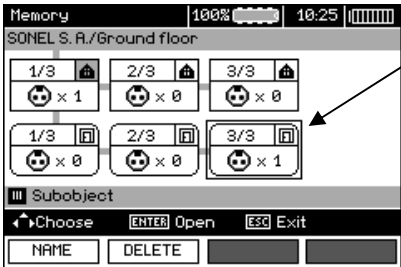 Memory 100% 10:25
SONEL S.A./Ground floor
1/3 2/3 3/3
× 1 × 0 × 0
1/3 2/3 3/3
× 0 × 0 × 1
Subobject
Choose ENTER Open ESC Exit
NAME DELETE